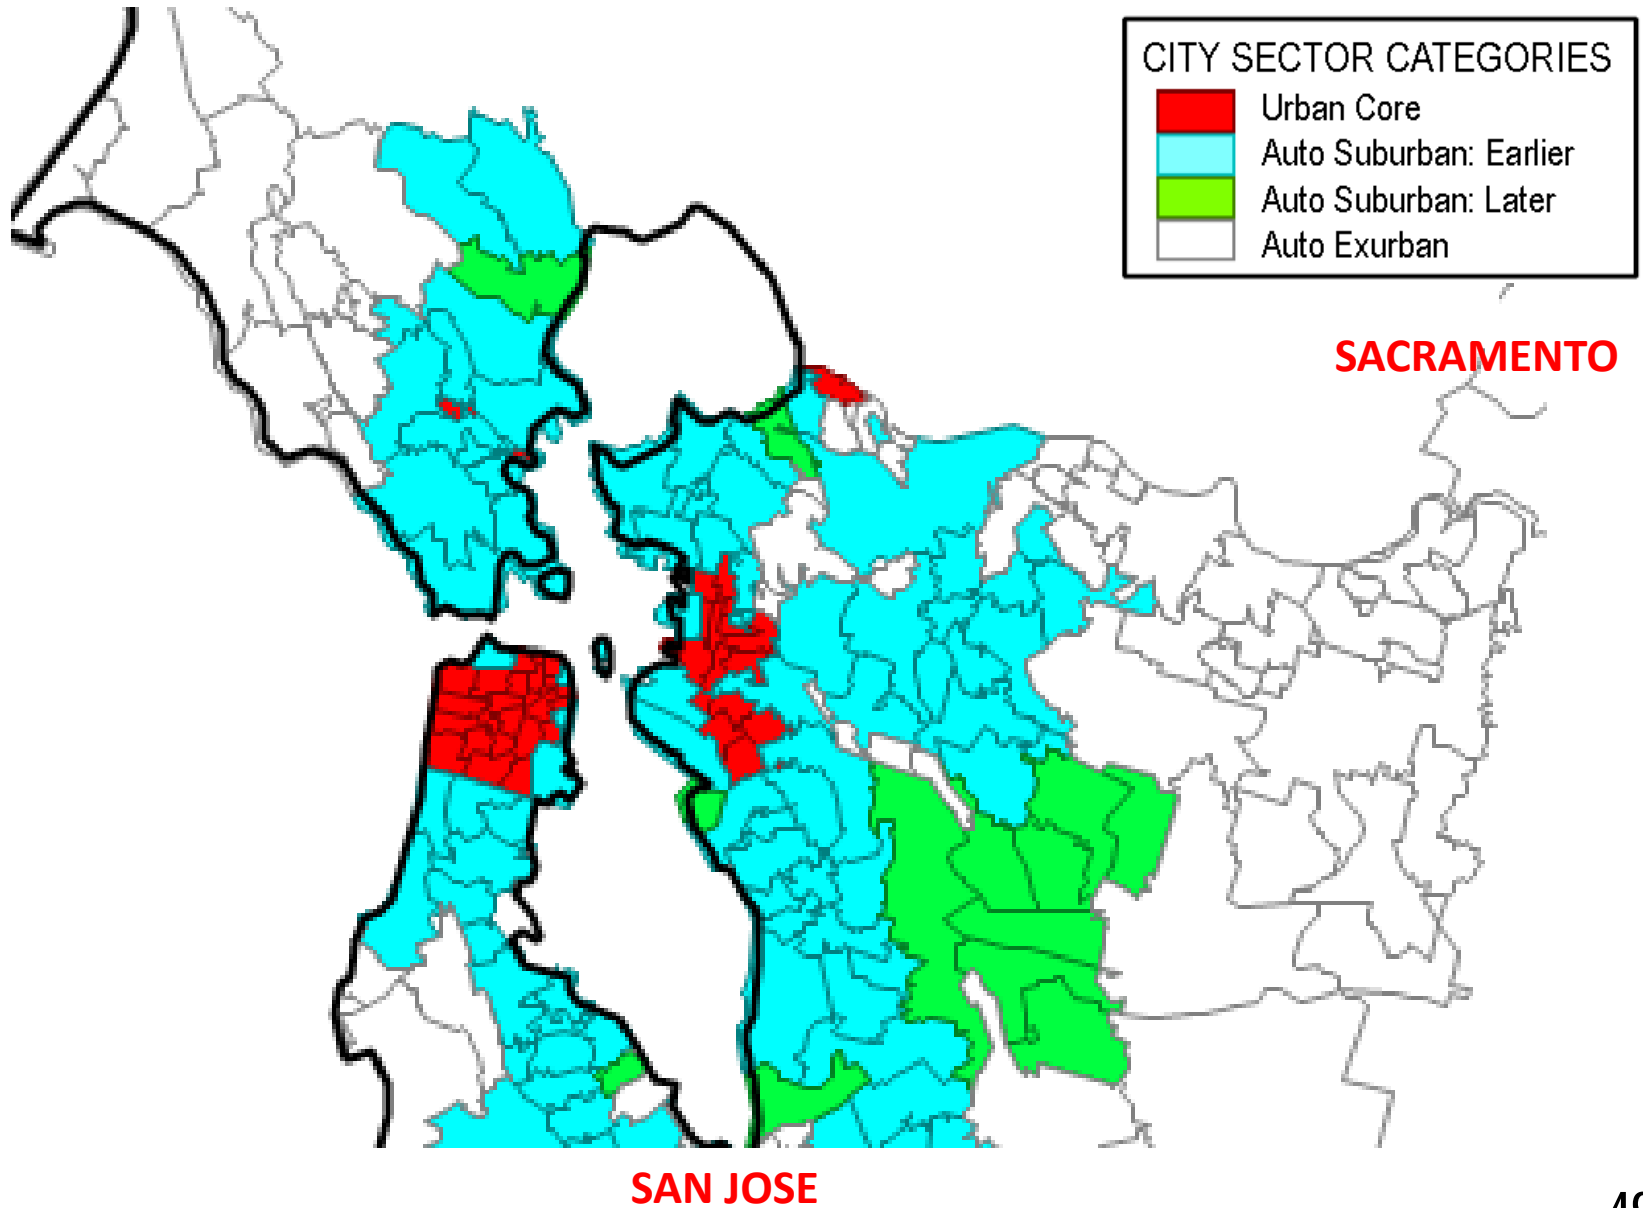 CITY SECTOR CATEGORIES
Urban Core
Auto Suburban: Earlier
Auto Suburban: Later
Auto Exurban
SACRAMENTO
SAN JOSE